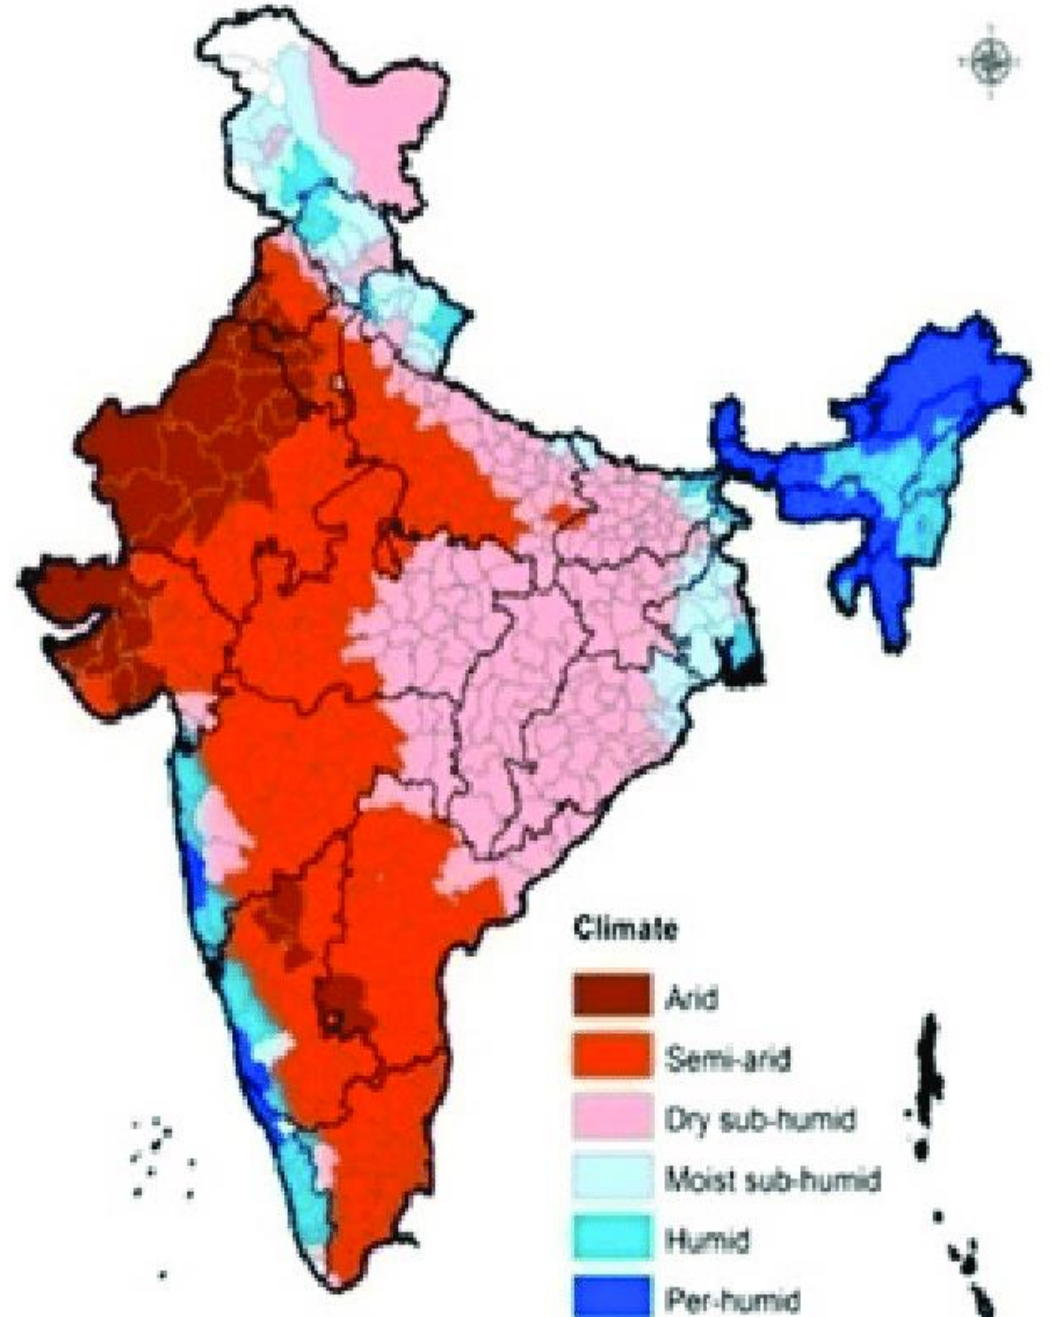 Climate
Arid
Semi-arid
Dry sub-humid
Moist sub-humid
Humid
Per-humid